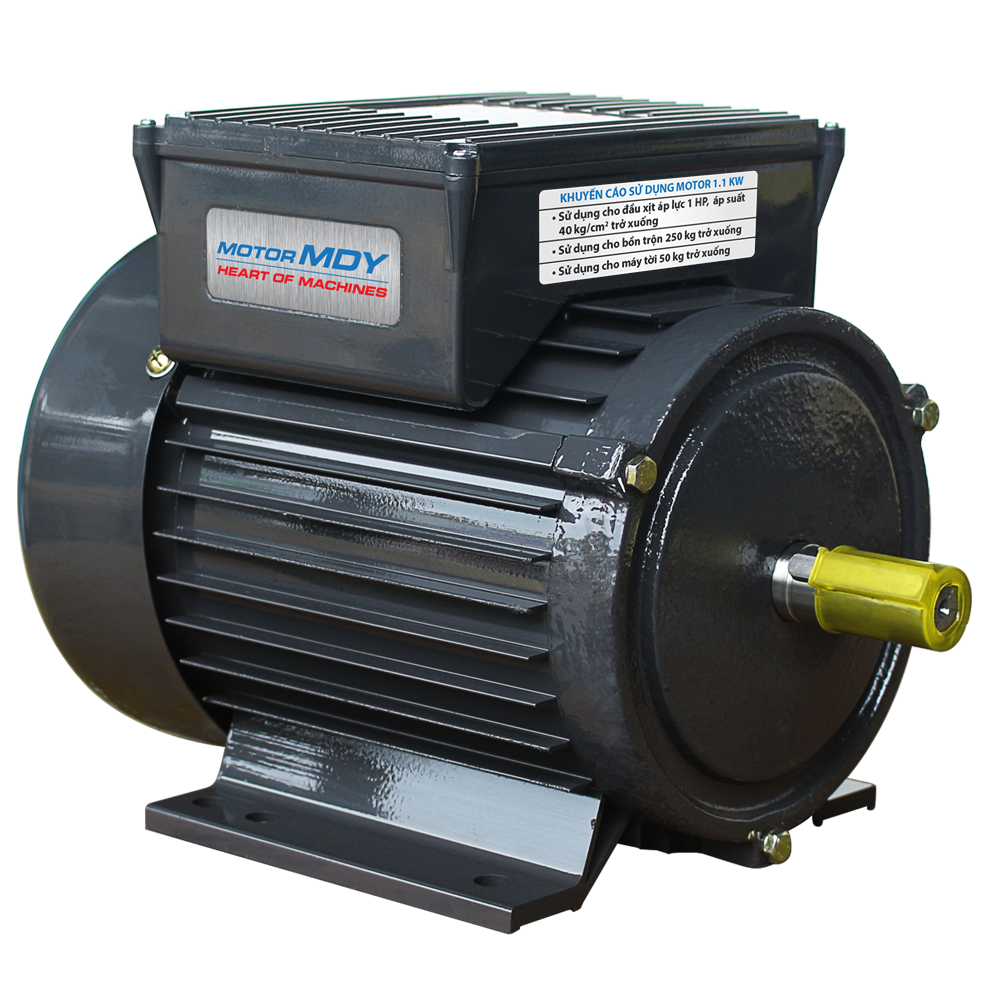 MOTOR MDY
HEART OF MACHINES
KHUYẾN CÁO SỬ DỤNG MOTOR 1.1 KW
• Sử dụng cho đầu xịt áp lực 1 HP, áp suất
40 kg/cm² trở xuống
• Sử dụng cho bồn trộn 250 kg trở xuống
• Sử dụng cho máy tời 50 kg trở xuống